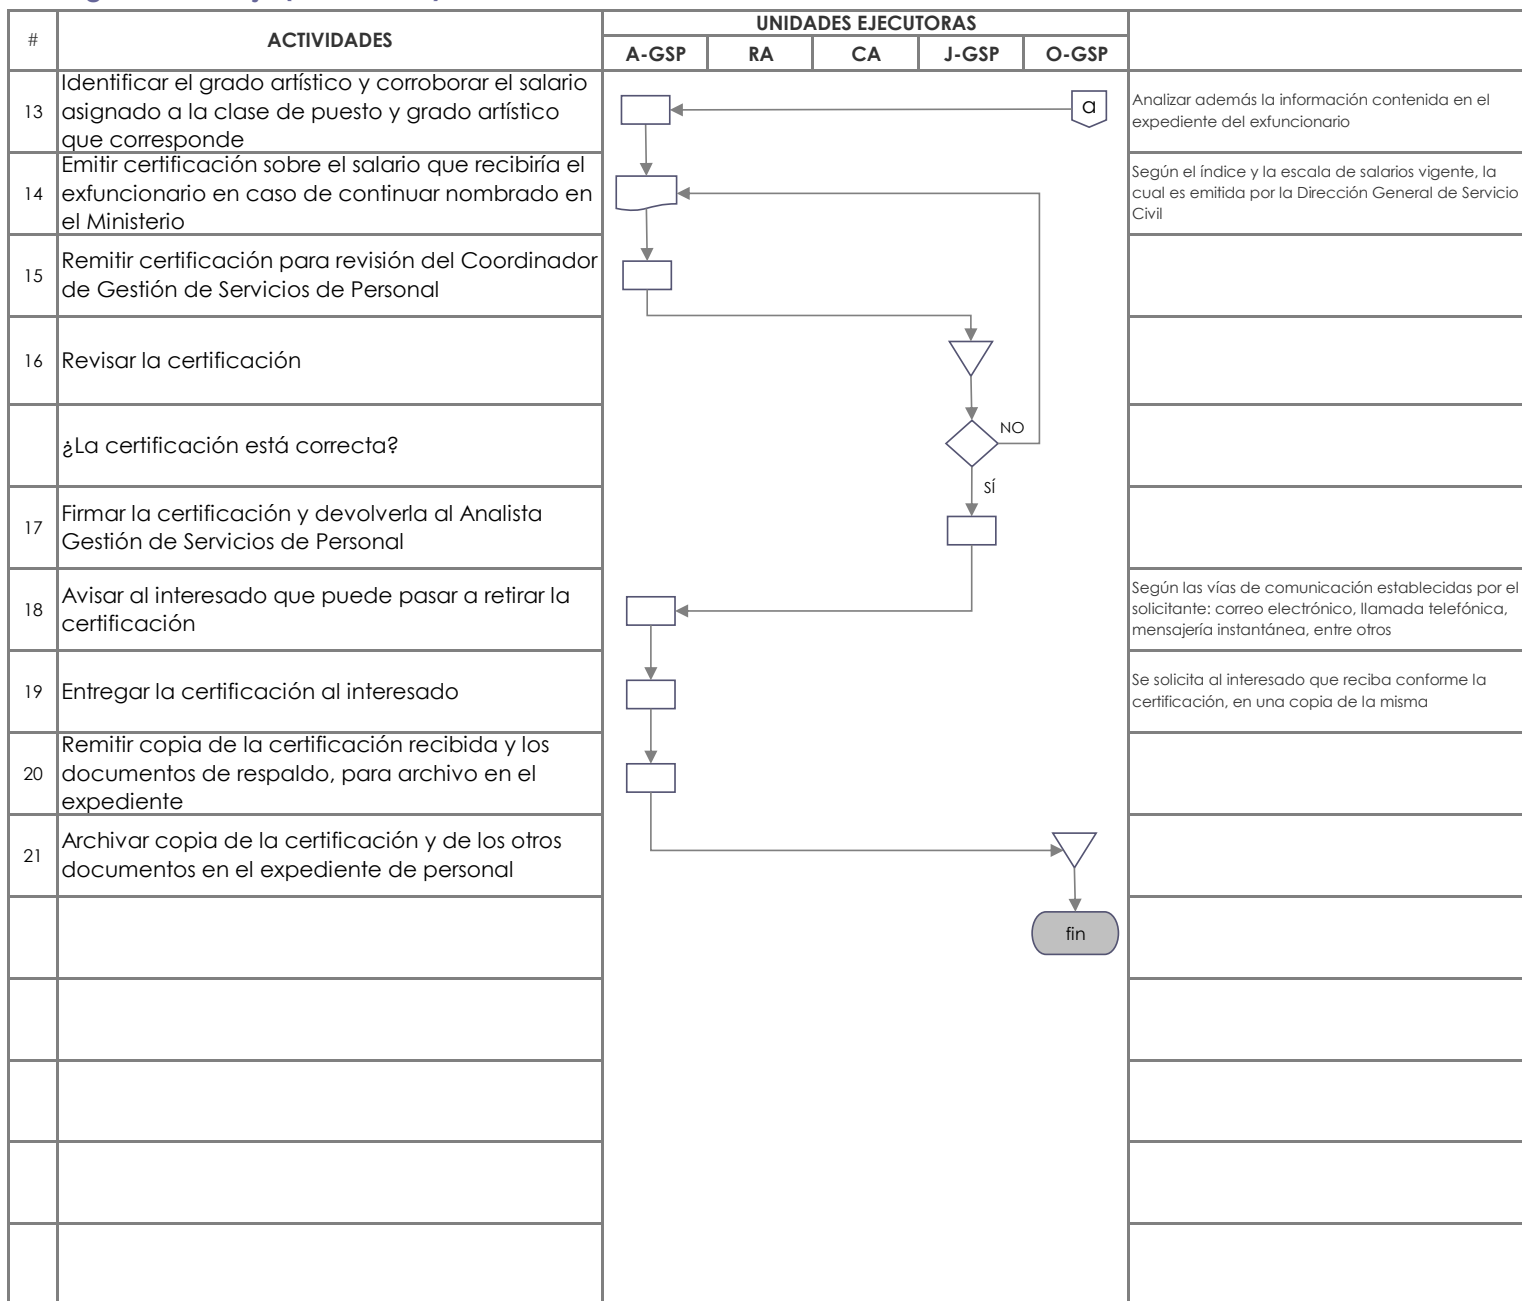 #
ACTIVIDADES
UNIDADES EJECUTORAS
A-GSP
RA
CA
J-GSP
O-GSP
13
Identificar el grado artístico y corroborar el salario
asignado a la clase de puesto y grado artístico
que corresponde
a
Analizar además la información contenida en el
expediente del exfuncionario
14
Emitir certificación sobre el salario que recibiría el
exfuncionario en caso de continuar nombrado en
el Ministerio
Según el índice y la escala de salarios vigente, la
cual es emitida por la Dirección General de Servicio
Civil
15
Remitir certificación para revisión del Coordinador
de Gestión de Servicios de Personal
16
Revisar la certificación
¿La certificación está correcta?
NO
SÍ
17
Firmar la certificación y devolverla al Analista
Gestión de Servicios de Personal
18
Avisar al interesado que puede pasar a retirar la
certificación
Según las vías de comunicación establecidas por el
solicitante: correo electrónico, llamada telefónica,
mensajería instantánea, entre otros
19
Entregar la certificación al interesado
Se solicita al interesado que reciba conforme la
certificación, en una copia de la misma
20
Remitir copia de la certificación recibida y los
documentos de respaldo, para archivo en el
expediente
21
Archivar copia de la certificación y de los otros
documentos en el expediente de personal
fin